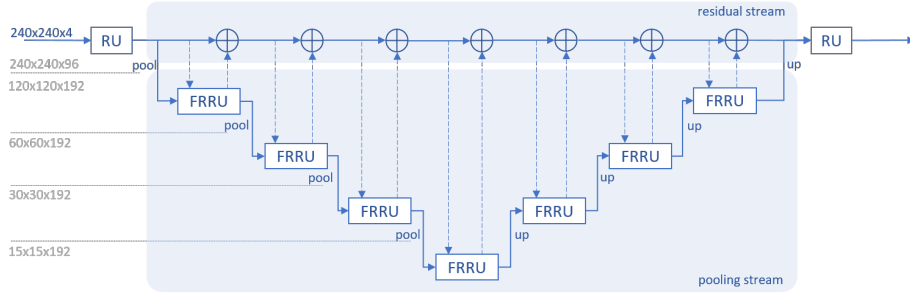 residual stream
240x240x4
RU
RU
pool
up
240x240x96
120x120x192
FRRU
FRRU
pool
up
60x60x192
FRRU
FRRU
pool
up
30x30x192
FRRU
FRRU
pool
up
15x15x192
FRRU
pooling stream